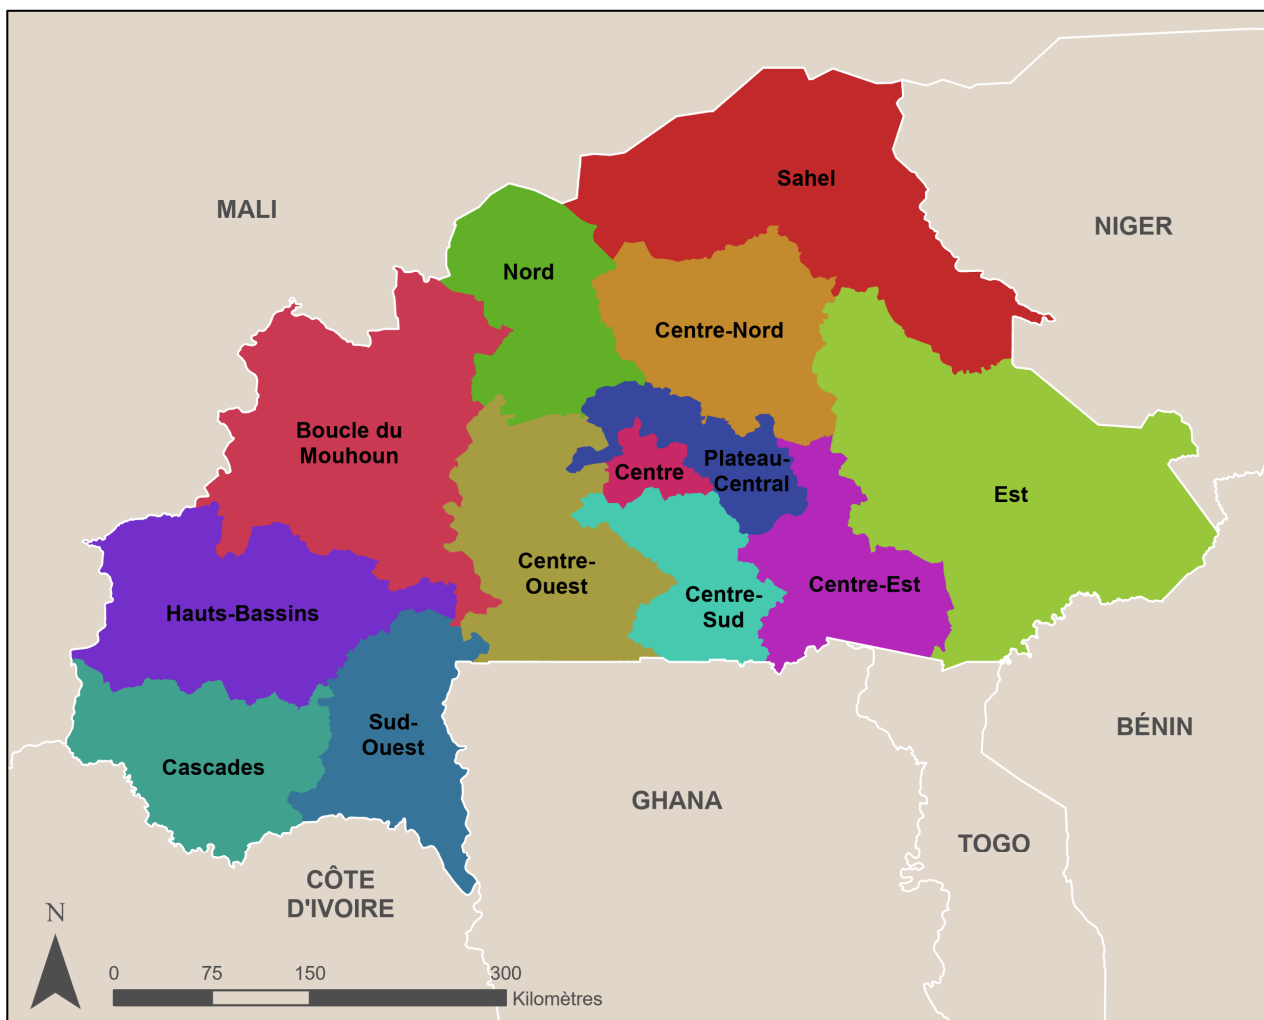 Sahel
MALI
NIGER
Nord
Centre-Nord
Boucle du
Mouhoun
Centre
Plateau-
Central
Est
Centre-
Ouest
Centre-Est
Hauts-Bassins
Centre-
Sud
Sud-
Ouest
BÉNIN
Cascades
GHANA
TOGO
CÔTE
D'IVOIRE
N
0 75 150 300
Kilomètres